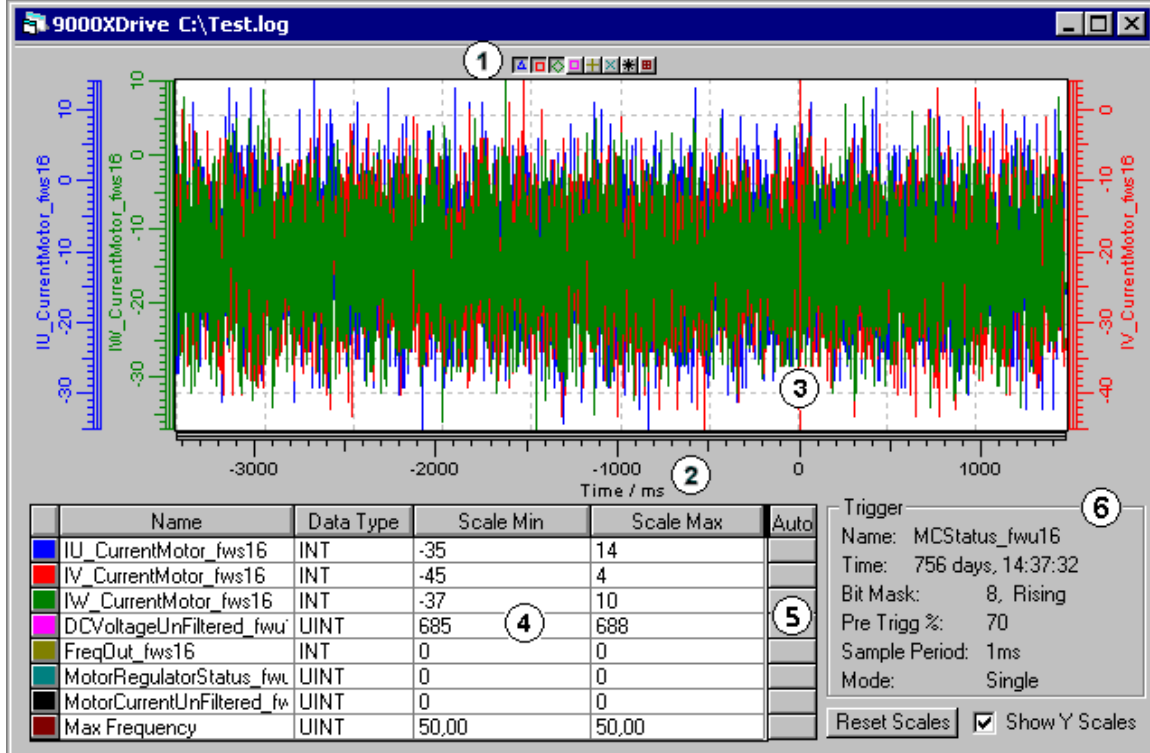 9000XDrive C:\Test.log
1
10
0
-10
-20
-30
IU_CurrentMotor_fws16
10
0
-10
-20
-30
IW_CurrentMotor_fws16
0
-10
-20
-30
-40
IV_CurrentMotor_fws16
3
-3000 -2000 -1000 0 1000
Time / ms
2
Name Data Type Scale Min Scale Max Auto
IU_CurrentMotor_fws16 INT -35 14
IV_CurrentMotor_fws16 INT -45 4
IW_CurrentMotor_fws16 INT -37 10
DCVoltageUnFiltered_fwu UINT 685 688
FreqOut_fws16 INT 0 0
MotorRegulatorStatus_fwu UINT 0 0
MotorCurrentUnFiltered_fw UINT 0 0
Max Frequency UINT 50,00 50,00
4
5
Trigger
6
Name: MCStatus_fwu16
Time: 756 days, 14:37:32
Bit Mask: 8, Rising
Pre Trigg %: 70
Sample Period: 1ms
Mode: Single
Reset Scales Show Y Scales